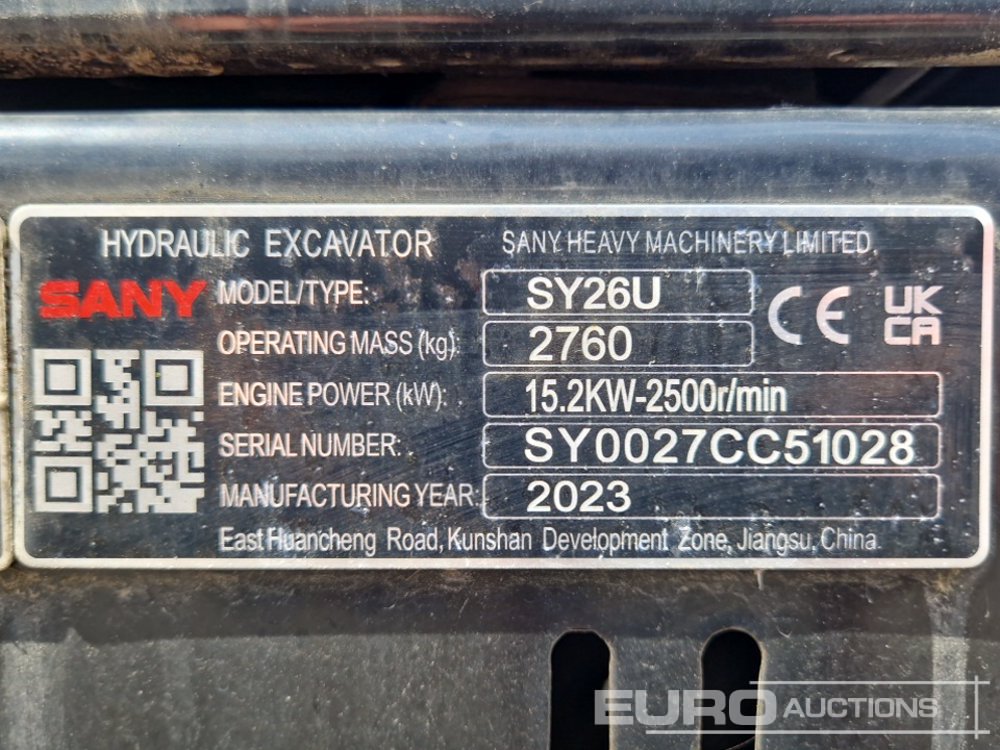 HYDRAULIC EXCAVATOR SANY HEAVY MACHINERY LIMITED.
SANY MODEL/TYPE: SY26U CE UK CA
OPERATING MASS (kg): 2760
ENGINE POWER (kW): 15.2KW-2500r/min
SERIAL NUMBER: SY0027CC51028
MANUFACTURING YEAR: 2023
East Huancheng Road, Kunshan Development Zone, Jiangsu, China.
EURO AUCTIONS